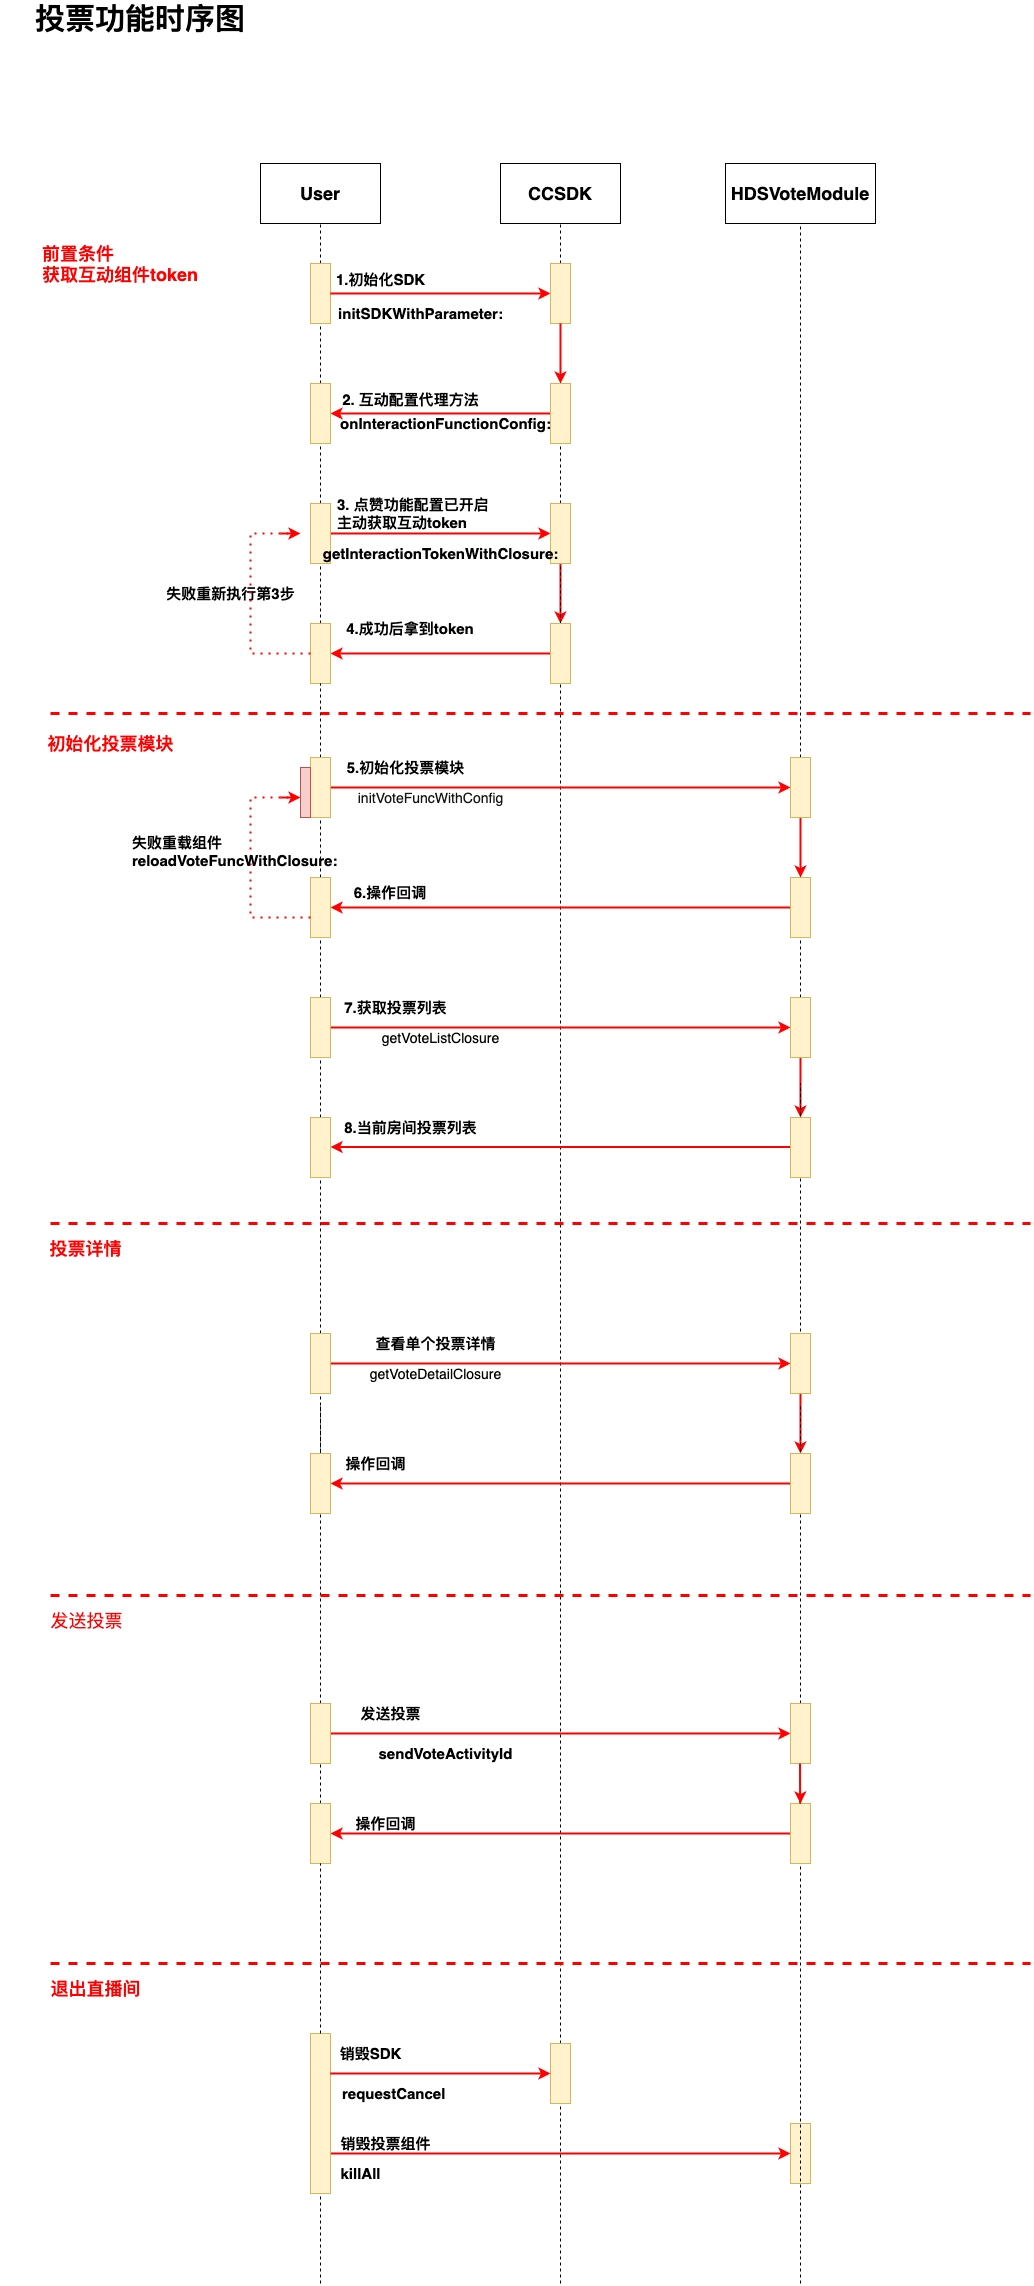 投票功能时序图
User
CCSDK
HDSVoteModule
前置条件
获取互动组件token
1.初始化SDK
initSDKWithParameter:
2. 互动配置代理方法
onInteractionFunctionConfig:
3. 点赞功能配置已开启
主动获取互动token
getInteractionTokenWithClosure:
失败重新执行第3步
4.成功后拿到token
初始化投票模块
5.初始化投票模块
initVoteFuncWithConfig
失败重载组件
reloadVoteFuncWithClosure:
6.操作回调
7.获取投票列表
getVoteListClosure
8.当前房间投票列表
投票详情
查看单个投票详情
getVoteDetailClosure
操作回调
发送投票
发送投票
sendVoteActivityId
操作回调
退出直播间
销毁SDK
requestCancel
销毁投票组件
killAll